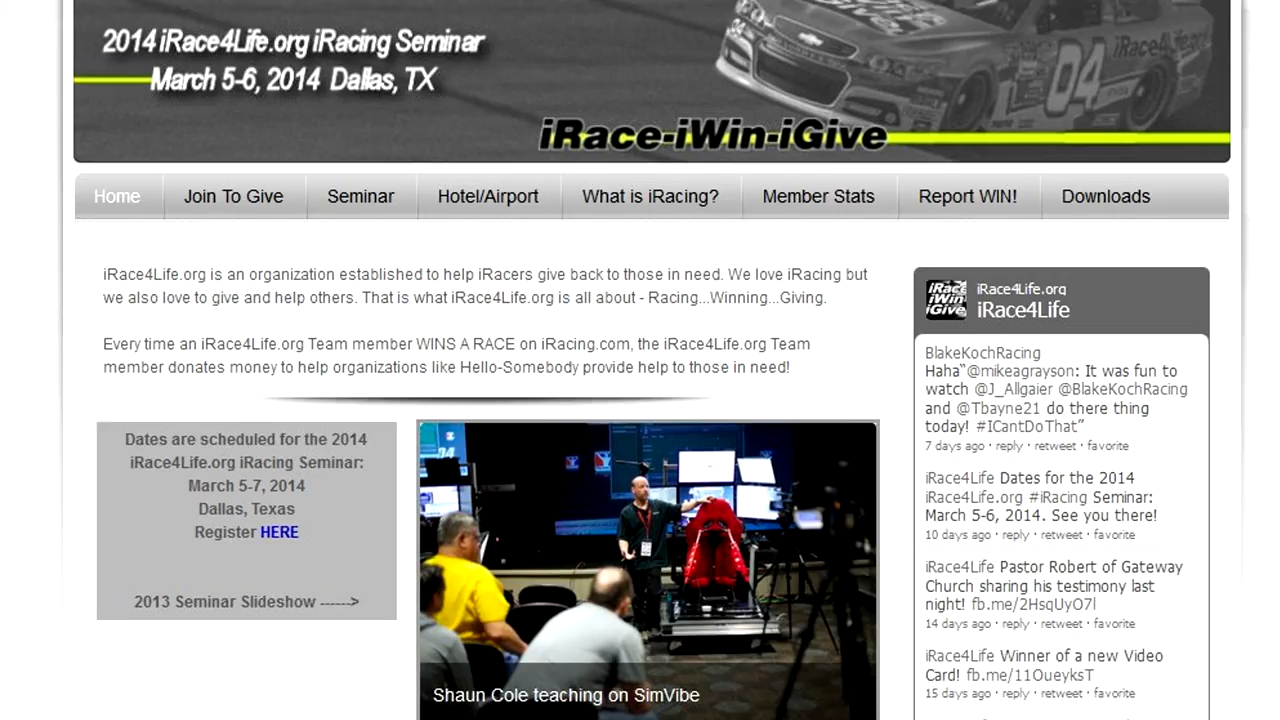 2014 iRace4Life.org iRacing Seminar
March 5-6, 2014 Dallas, TX
04
iRace-iWin-iGive
Home
Join To Give
Seminar
Hotel/Airport
What is iRacing?
Member Stats
Report WIN!
Downloads
iRace4Life.org is an organization established to help iRacers give back to those in need. We love iRacing but
we also love to give and help others. That is what iRace4Life.org is all about - Racing...Winning...Giving.
Every time an iRace4Life.org Team member WINS A RACE on iRacing.com, the iRace4Life.org Team
member donates money to help organizations like Hello-Somebody provide help to those in need!
Dates are scheduled for the 2014
iRace4Life.org iRacing Seminar:
March 5-7, 2014
Dallas, Texas
Register HERE
2013 Seminar Slideshow ------>
Shaun Cole teaching on SimVibe
iRace
iWin
iGive
iRace4Life.org
iRace4Life
BlakeKochRacing
Haha"@mikeagrayson: It was fun to
watch @J_Allgaier @BlakeKochRacing
and @Tbayne21 do there thing
today! #ICantDoThat"
7 days ago · reply · retweet · favorite
iRace4Life Dates for the 2014
iRace4Life.org #iRacing Seminar:
March 5-6, 2014. See you there!
10 days ago · reply · retweet · favorite
iRace4Life Pastor Robert of Gateway
Church sharing his testimony last
night! fb.me/2HsqUyO7l
14 days ago · reply · retweet · favorite
iRace4Life Winner of a new Video
Card! fb.me/11OueyksT
15 days ago · reply · retweet · favorite